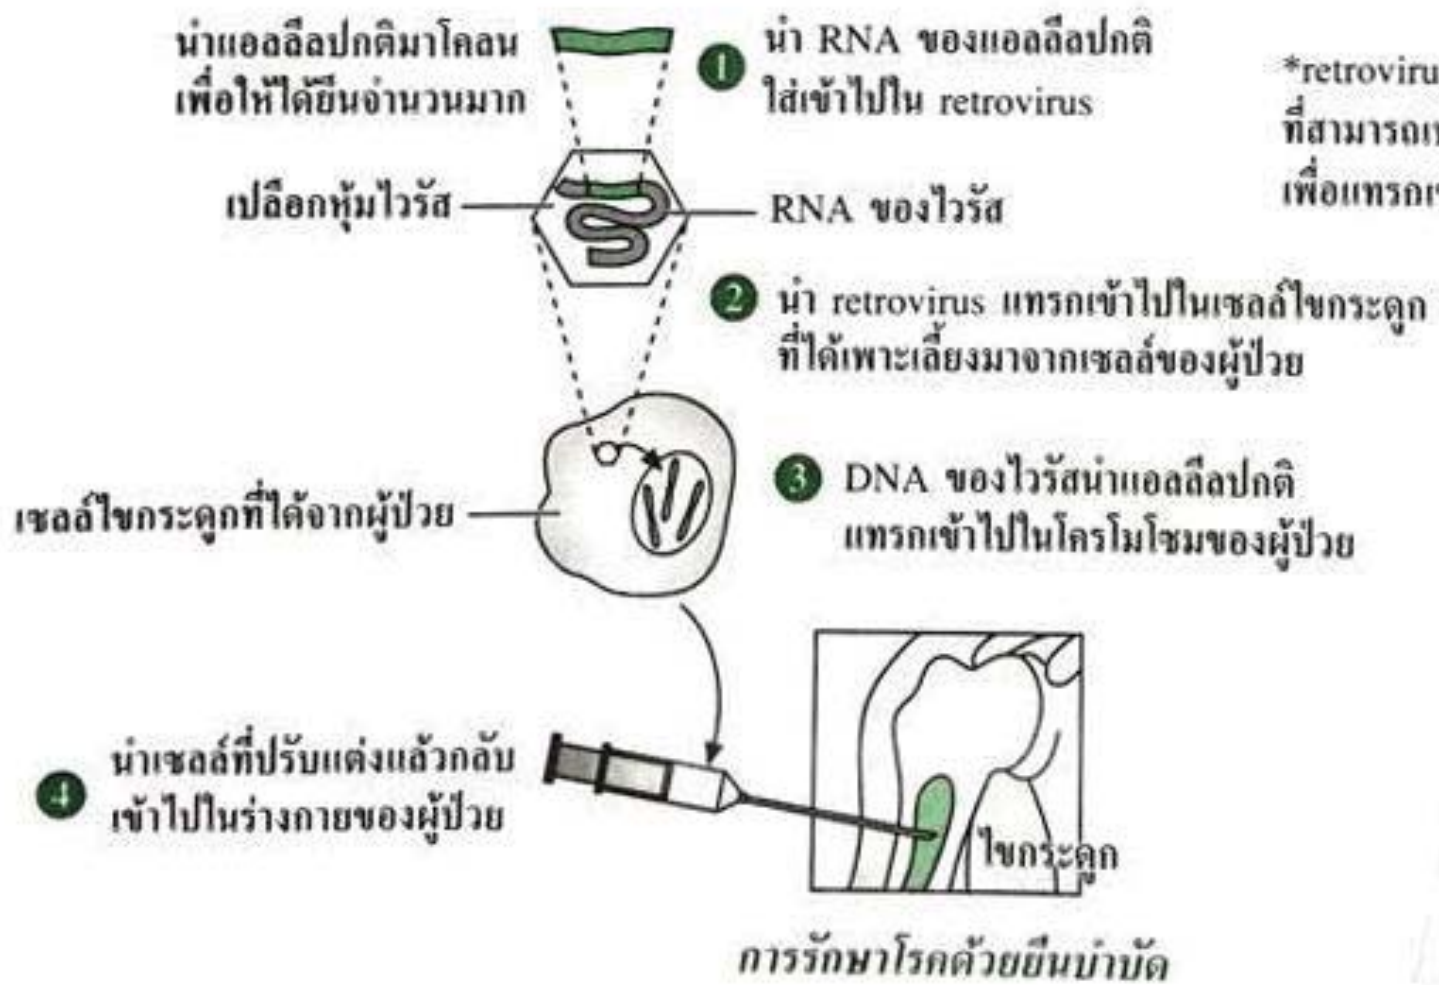 นำแอลลีลปกติมาโคลน
เพื่อให้ได้ยีนจำนวนมาก
1 นำ RNA ของแอลลีลปกติ
ใส่เข้าไปใน retrovirus
*retroviru
ที่สามารถเ
เพื่อแทรกเ
เปลือกหุ้มไวรัส
RNA ของไวรัส
2 นำ retrovirus แทรกเข้าไปในเซลล์ไขกระดูก
ที่ได้เพาะเลี้ยงมาจากเซลล์ของผู้ป่วย
3 DNA ของไวรัสนำแอลลีลปกติ
แทรกเข้าไปในโครโมโซมของผู้ป่วย
เซลล์ไขกระดูกที่ได้จากผู้ป่วย
4 นำเซลล์ที่ปรับแต่งแล้วกลับ
เข้าไปในร่างกายของผู้ป่วย
ไขกระดูก
การรักษาโรคด้วยยีนบำบัด